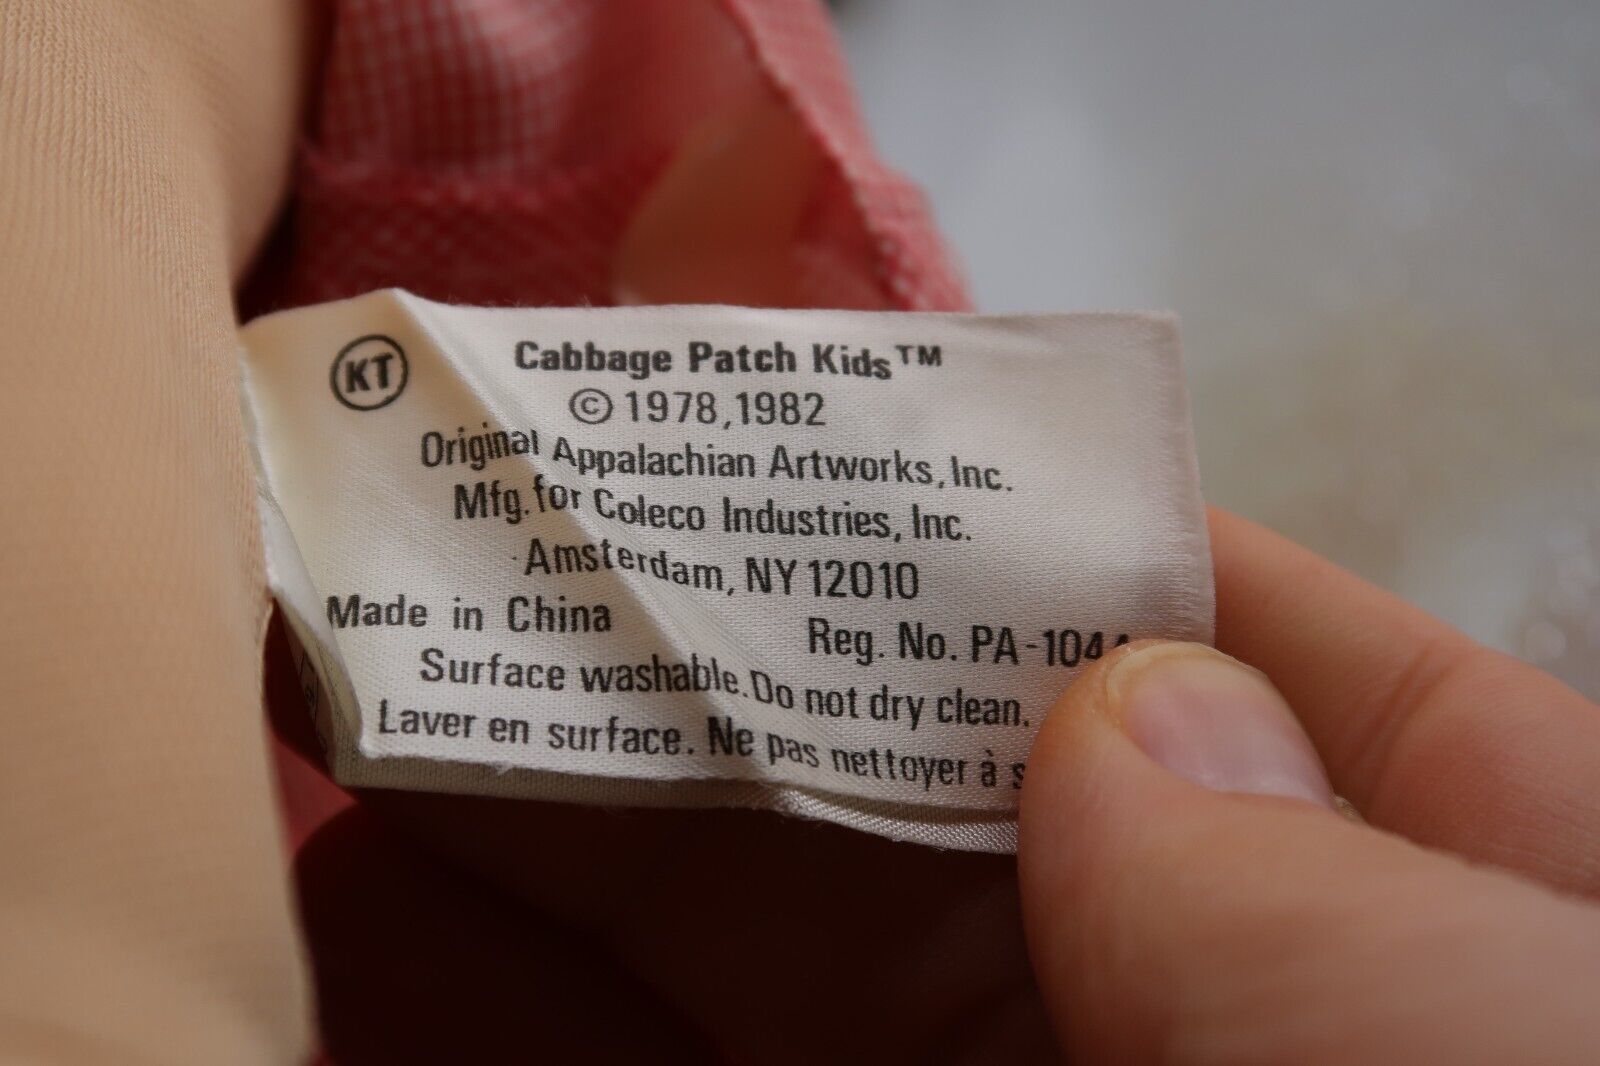 KT
Cabbage Patch Kids™
© 1978, 1982
Original Appalachian Artworks, Inc.
Mfg. for Coleco Industries, Inc.
Amsterdam, NY 12010
Made in China
Reg. No. PA-104
Surface washable. Do not dry clean.
Laver en surface. Ne pas nettoyer à